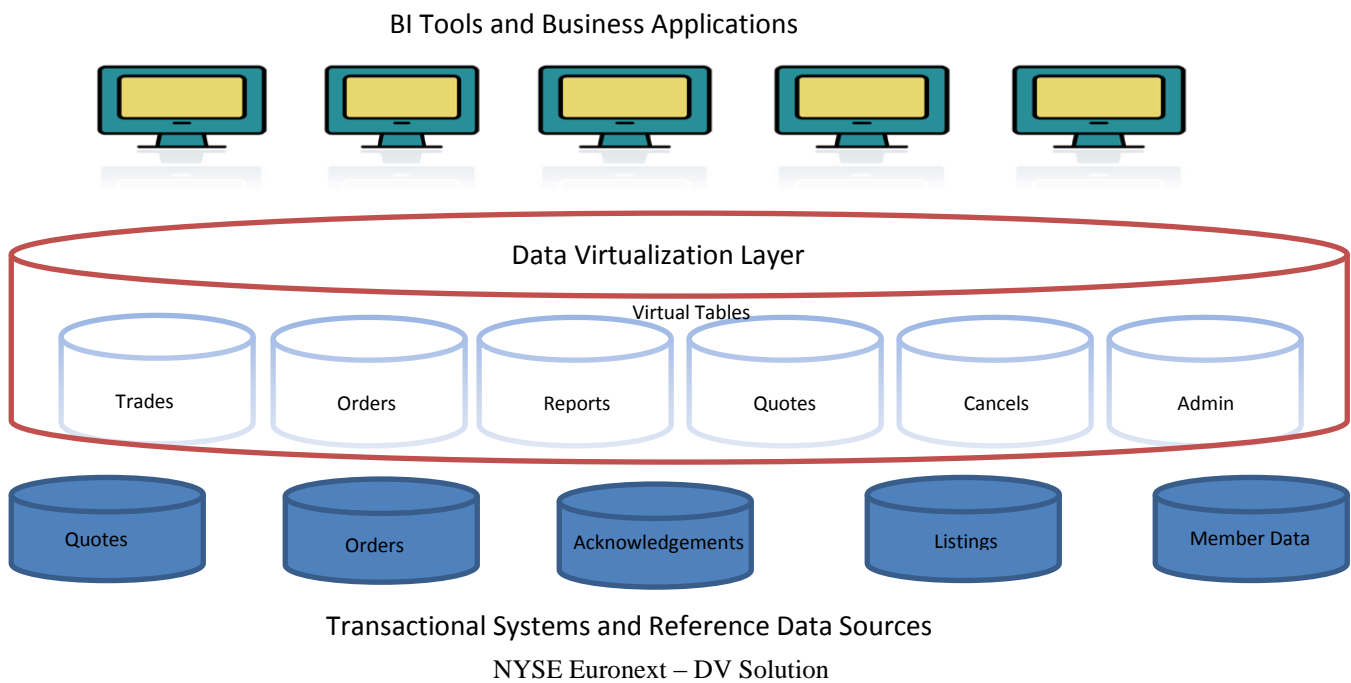 BI Tools and Business Applications
Data Virtualization Layer
Virtual Tables
Trades
Orders
Reports
Quotes
Cancels
Admin
Quotes
Orders
Acknowledgements
Listings
Member Data
Transactional Systems and Reference Data Sources
NYSE Euronext – DV Solution